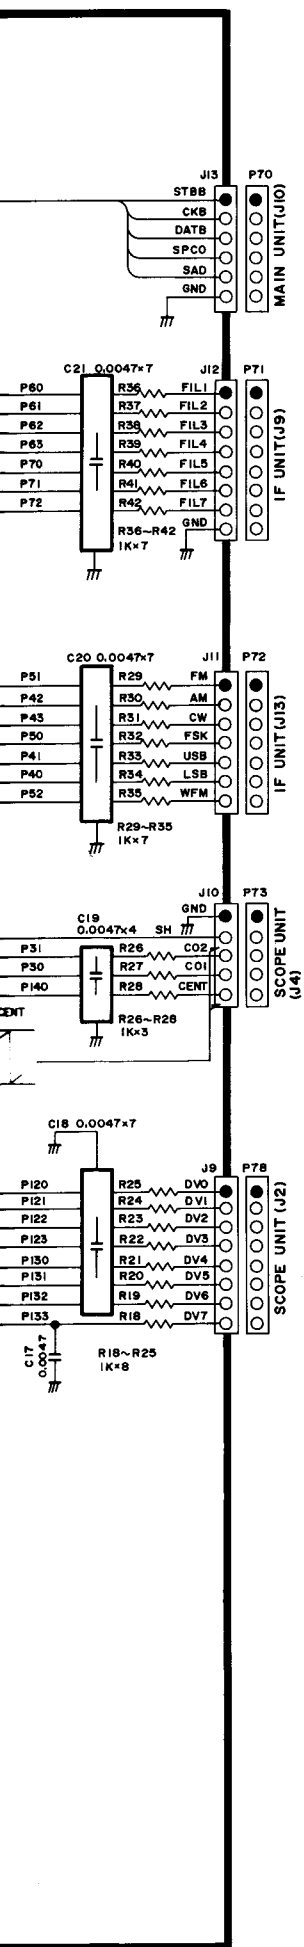 J13 P70
STBB
CKB
DATB
SPCO
SAD
GND
MAIN UNIT(J10)
C21 0.0047×7 J12 P71
P60 R36 FIL1
P61 R37 FIL2
P62 R38 FIL3
P63 R39 FIL4
P70 R40 FIL5
P71 R41 FIL6
P72 R42 FIL7
GND
R36~R42
1K×7
IF UNIT(J9)
C20 0.0047×7 J11 P72
P51 R29 FM
P42 R30 AM
P43 R31 CW
P50 R32 FSK
P41 R33 USB
P40 R34 LSB
P52 R35 WFM
R29~R35
1K×7
IF UNIT(J13)
J10 P73
GND
C19
0.0047×4 SH
P31 R26 CO2
P30 R27 CO1
P140 R28 CENT
R26~R28
1K×3
SCOPE UNIT
(J4)
CENT
C18 0.0047×7
J9 P78
P120 R25 DV0
P121 R24 DV1
P122 R23 DV2
P123 R22 DV3
P130 R21 DV4
P131 R20 DV5
P132 R19 DV6
P133 R18 DV7
C17
0.0047
R18~R25
1K×8
SCOPE UNIT (J2)